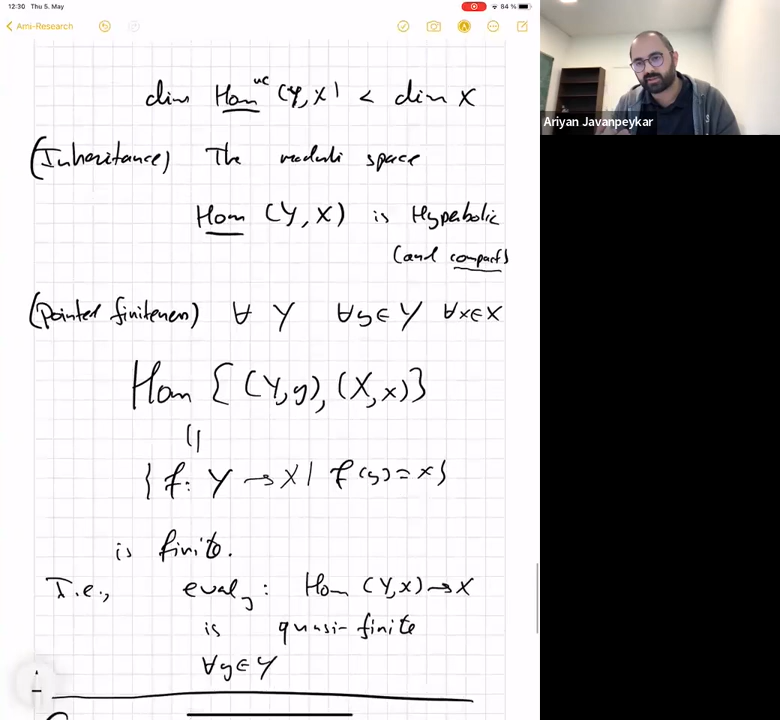 12:30 Thu 5. May
84 %
Ami-Research
Ariyan Javanpeykar
dim Hom^nc (Y, X) < dim X
(Inheritance) The moduli space
Hom (Y, X) is Hyperbolic
(and compact)
(Pointed finiteness) ∀ Y ∀y∈Y ∀x∈X
Hom { (Y,y), (X,x) }
||
{ f: Y → X | f(y) = x }
is finite.
I.e., eval_y : Hom (Y,X) → X
is quasi-finite
∀y∈Y